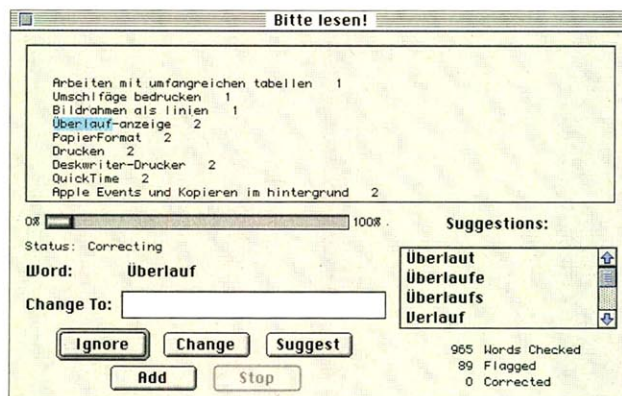 Bitte lesen!
Arbeiten mit umfangreichen tabellen 1
Umschlfäge bedrucken 1
Bildrahmen als linien 1
Überlauf-anzeige 2
PapierFormat 2
Drucken 2
Deskwriter-Drucker 2
QuickTime 2
Apple Events und Kopieren im hintergrund 2
0% 100%
Status: Correcting
Word: Überlauf
Change To:
Ignore Change Suggest
Add Stop
Suggestions:
Überlaut
Überlaufe
Überlaufs
Verlauf
965 Words Checked
89 Flagged
0 Corrected